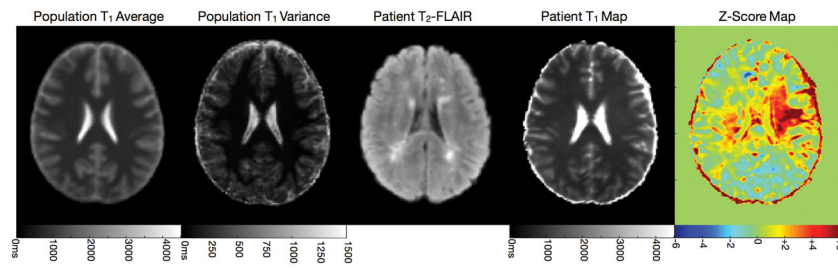 Population T₁ Average Population T₁ Variance Patient T₂-FLAIR Patient T₁ Map Z-Score Map
0ms 1000 2000 3000 4000 0ms 250 500 750 1000 1250 1500 0ms 1000 2000 3000 4000 -6 -4 -2 0 2 4 6